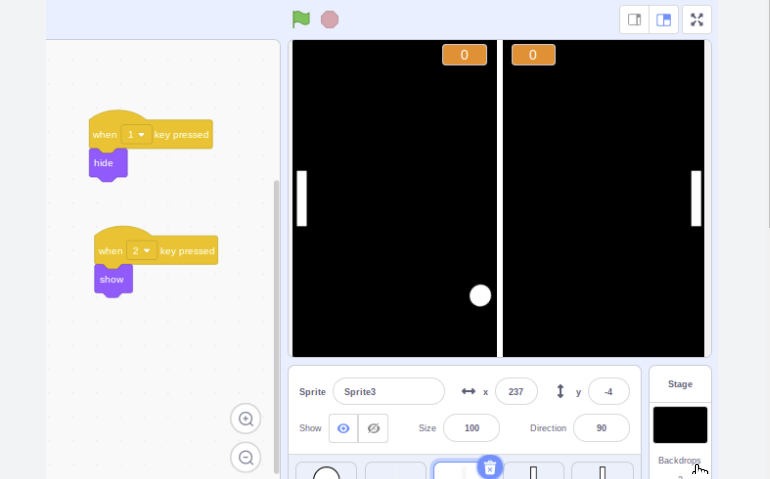 0 0
when 1 key pressed
hide
when 2 key pressed
show
Sprite Sprite3 x 237 y -4
Show Size 100 Direction 90
Stage
Backdrops